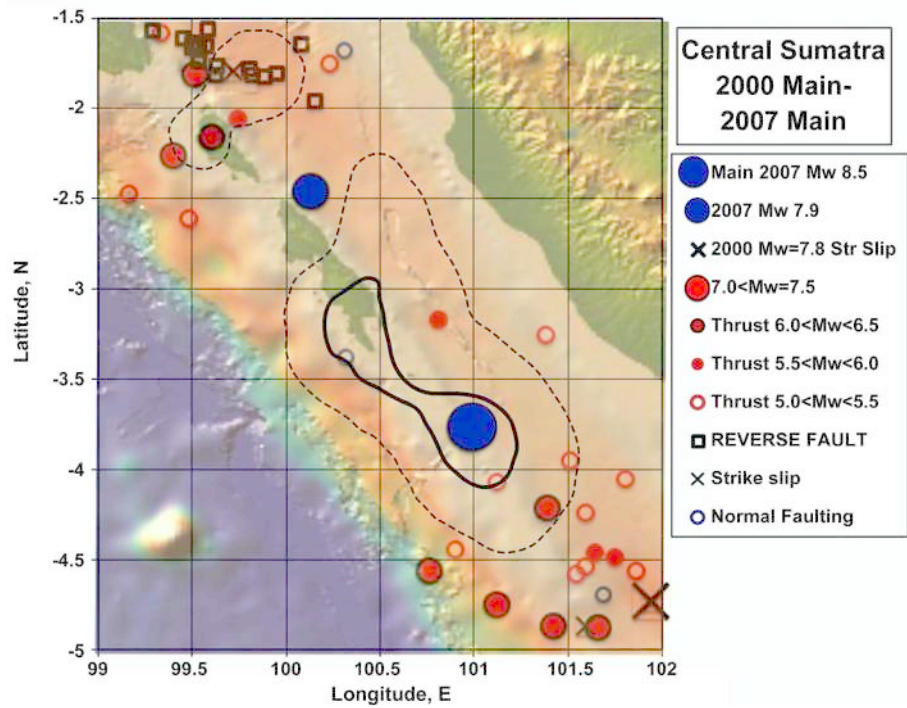 Central Sumatra
2000 Main-
2007 Main
Main 2007 Mw 8.5
2007 Mw 7.9
2000 Mw=7.8 Str Slip
7.0<Mw=7.5
Thrust 6.0<Mw<6.5
Thrust 5.5<Mw<6.0
Thrust 5.0<Mw<5.5
REVERSE FAULT
Strike slip
Normal Faulting
Latitude, N
-1.5
-2
-2.5
-3
-3.5
-4
-4.5
-5
99
99.5
100
100.5
101
101.5
102
Longitude, E